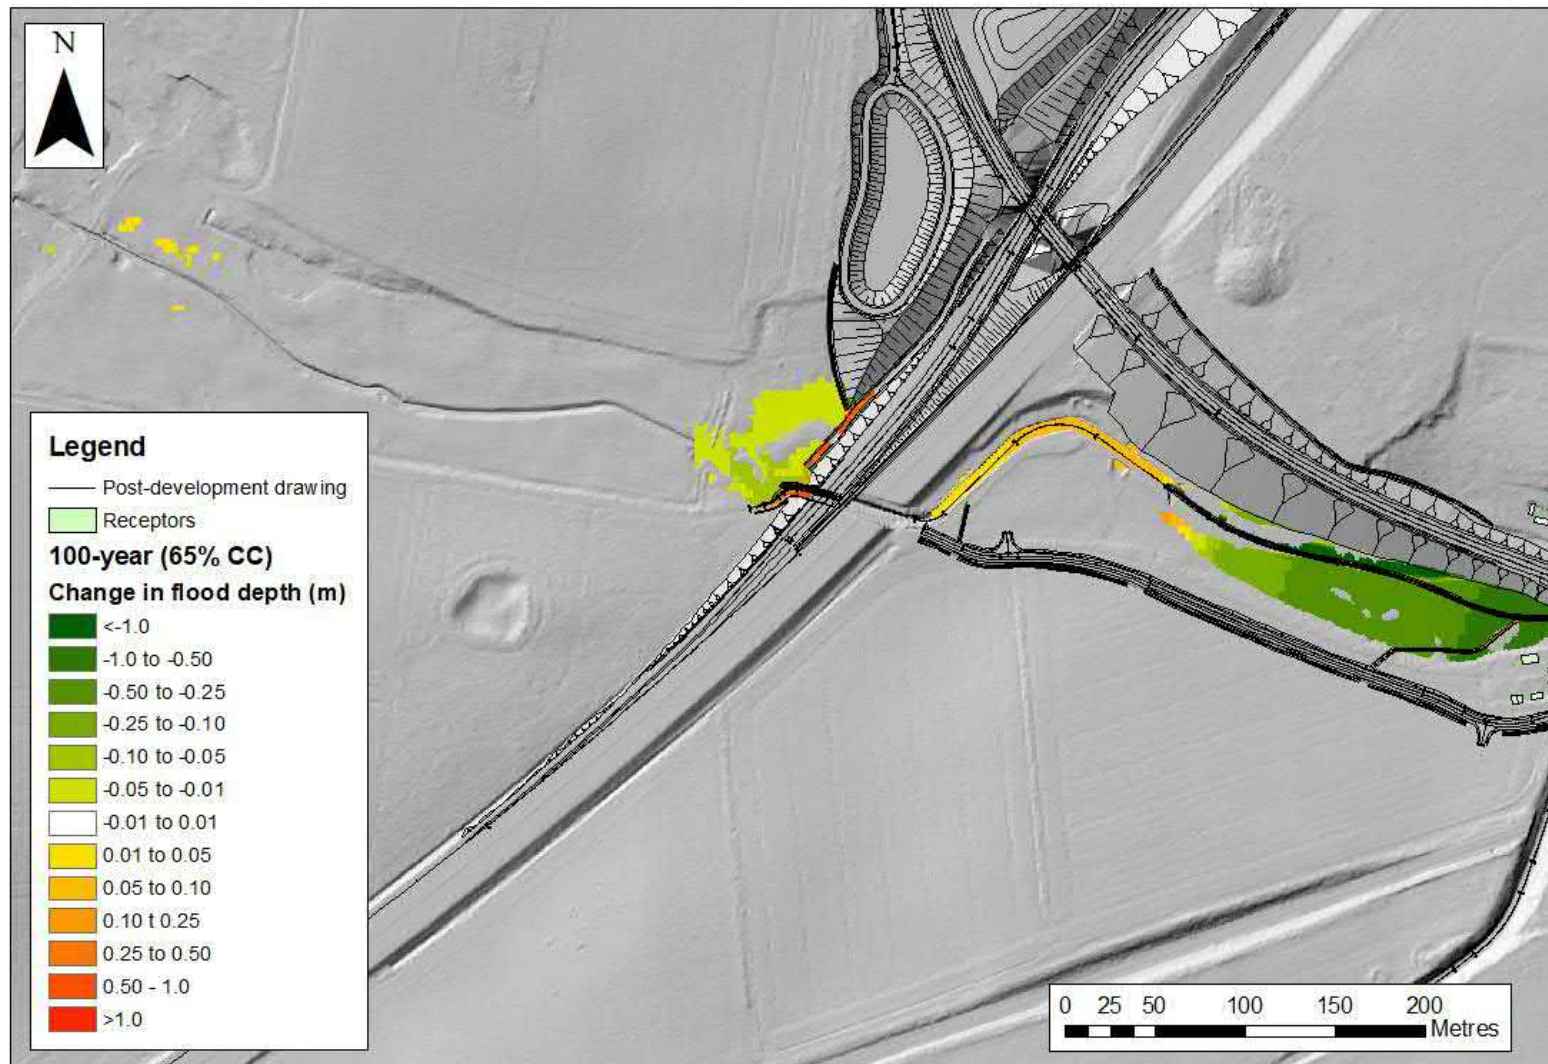 N
Legend
Post-development drawing
Receptors
100-year (65% CC)
Change in flood depth (m)
<-1.0
-1.0 to -0.50
-0.50 to -0.25
-0.25 to -0.10
-0.10 to -0.05
-0.05 to -0.01
-0.01 to 0.01
0.01 to 0.05
0.05 to 0.10
0.10 t 0.25
0.25 to 0.50
0.50 - 1.0
>1.0
0 25 50 100 150 200
Metres